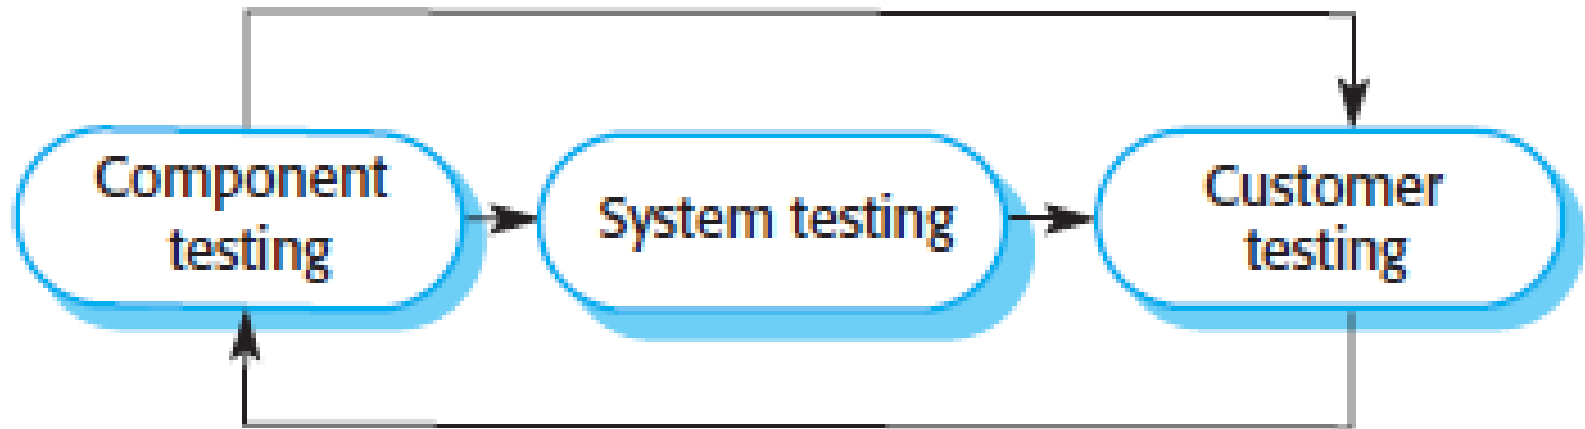 Component
testing
System testing
Customer
testing